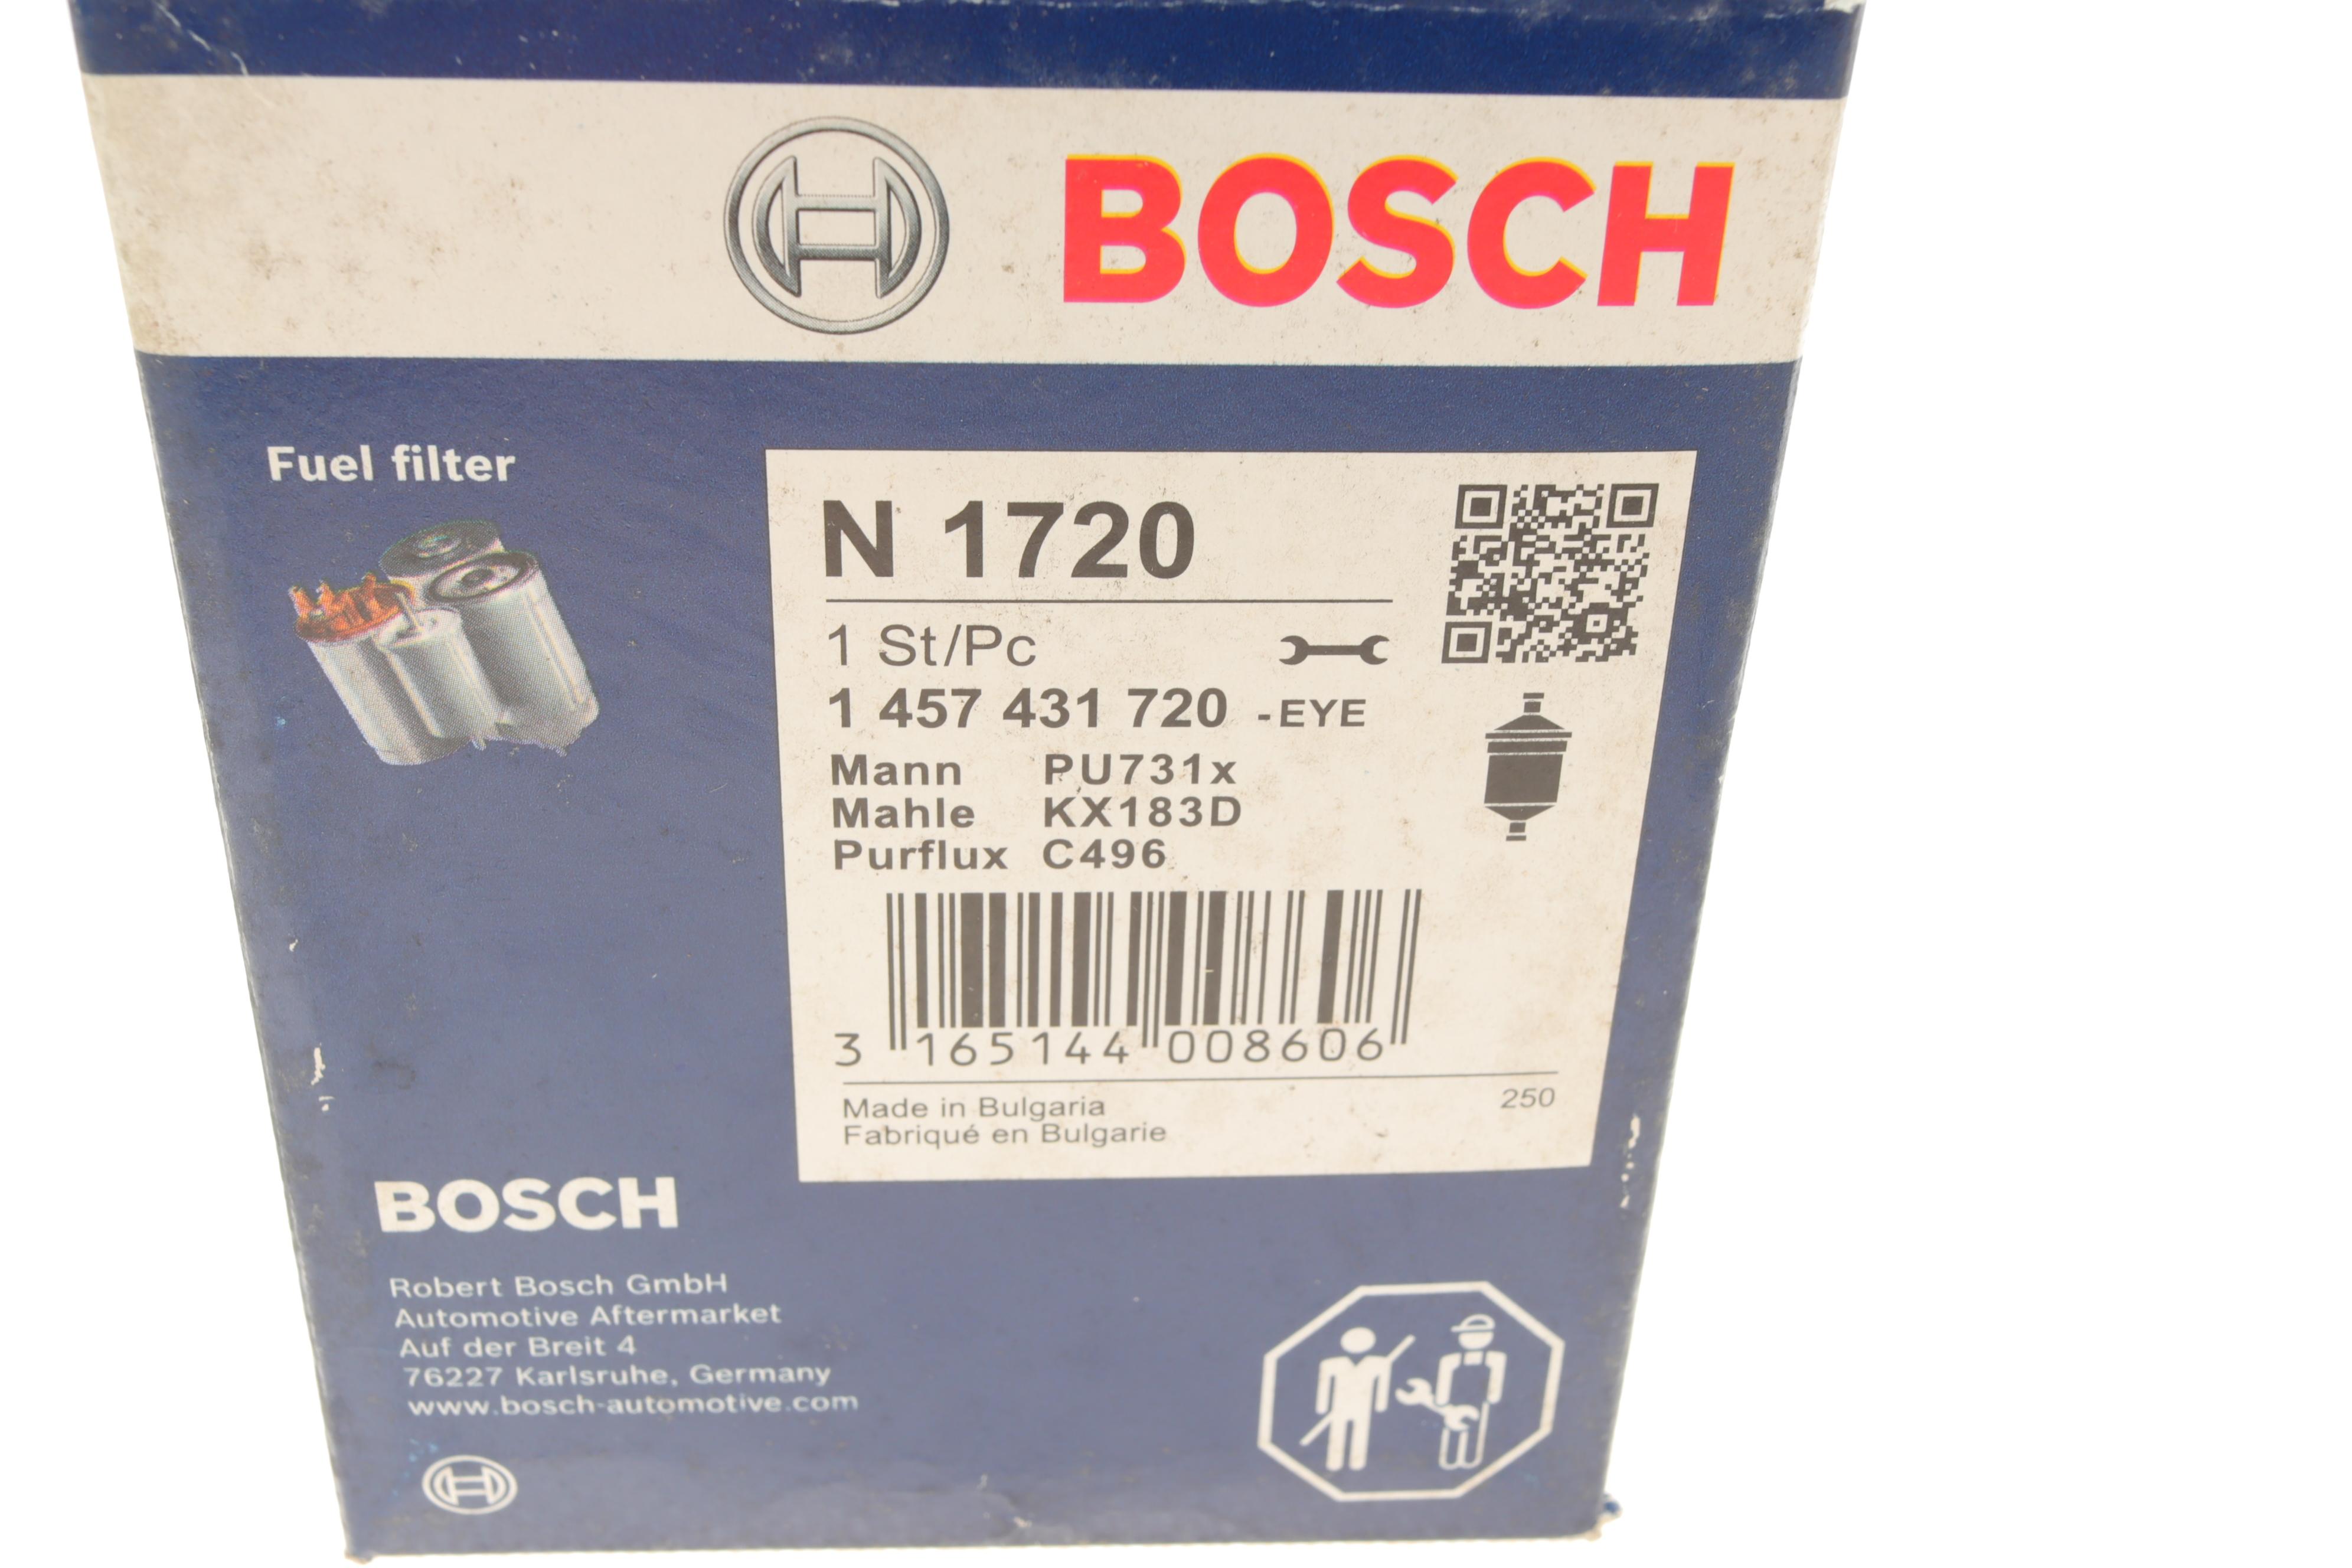 BOSCH
Fuel filter
N 1720
1 St/Pc
1 457 431 720 -EYE
Mann PU731x
Mahle KX183D
Purflux C496
3 165144 008606
Made in Bulgaria 250
Fabriqué en Bulgarie
BOSCH
Robert Bosch GmbH
Automotive Aftermarket
Auf der Breit 4
76227 Karlsruhe, Germany
www.bosch-automotive.com